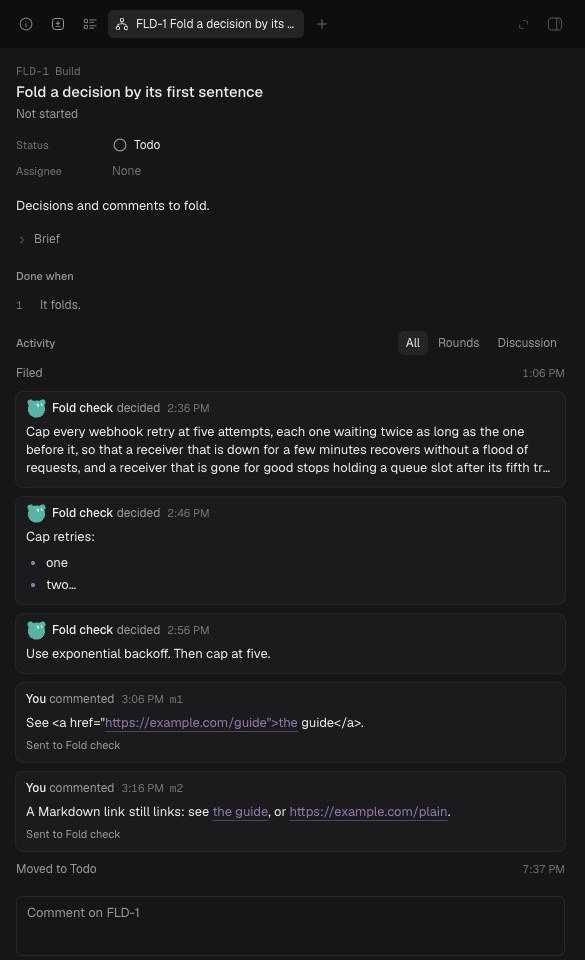 FLD-1 Fold a decision by its …
FLD-1 Build
Fold a decision by its first sentence
Not started
Status Todo
Assignee None
Decisions and comments to fold.
Brief
Done when
1 It folds.
Activity All Rounds Discussion
Filed 1:06 PM
Fold check decided 2:36 PM
Cap every webhook retry at five attempts, each one waiting twice as long as the one
before it, so that a receiver that is down for a few minutes recovers without a flood of
requests, and a receiver that is gone for good stops holding a queue slot after its fifth tr…
Fold check decided 2:46 PM
Cap retries:
• one
• two…
Fold check decided 2:56 PM
Use exponential backoff. Then cap at five.
You commented 3:06 PM m1
See <a href="https://example.com/guide">the guide</a>.
Sent to Fold check
You commented 3:16 PM m2
A Markdown link still links: see the guide, or https://example.com/plain.
Sent to Fold check
Moved to Todo 7:37 PM
Comment on FLD-1